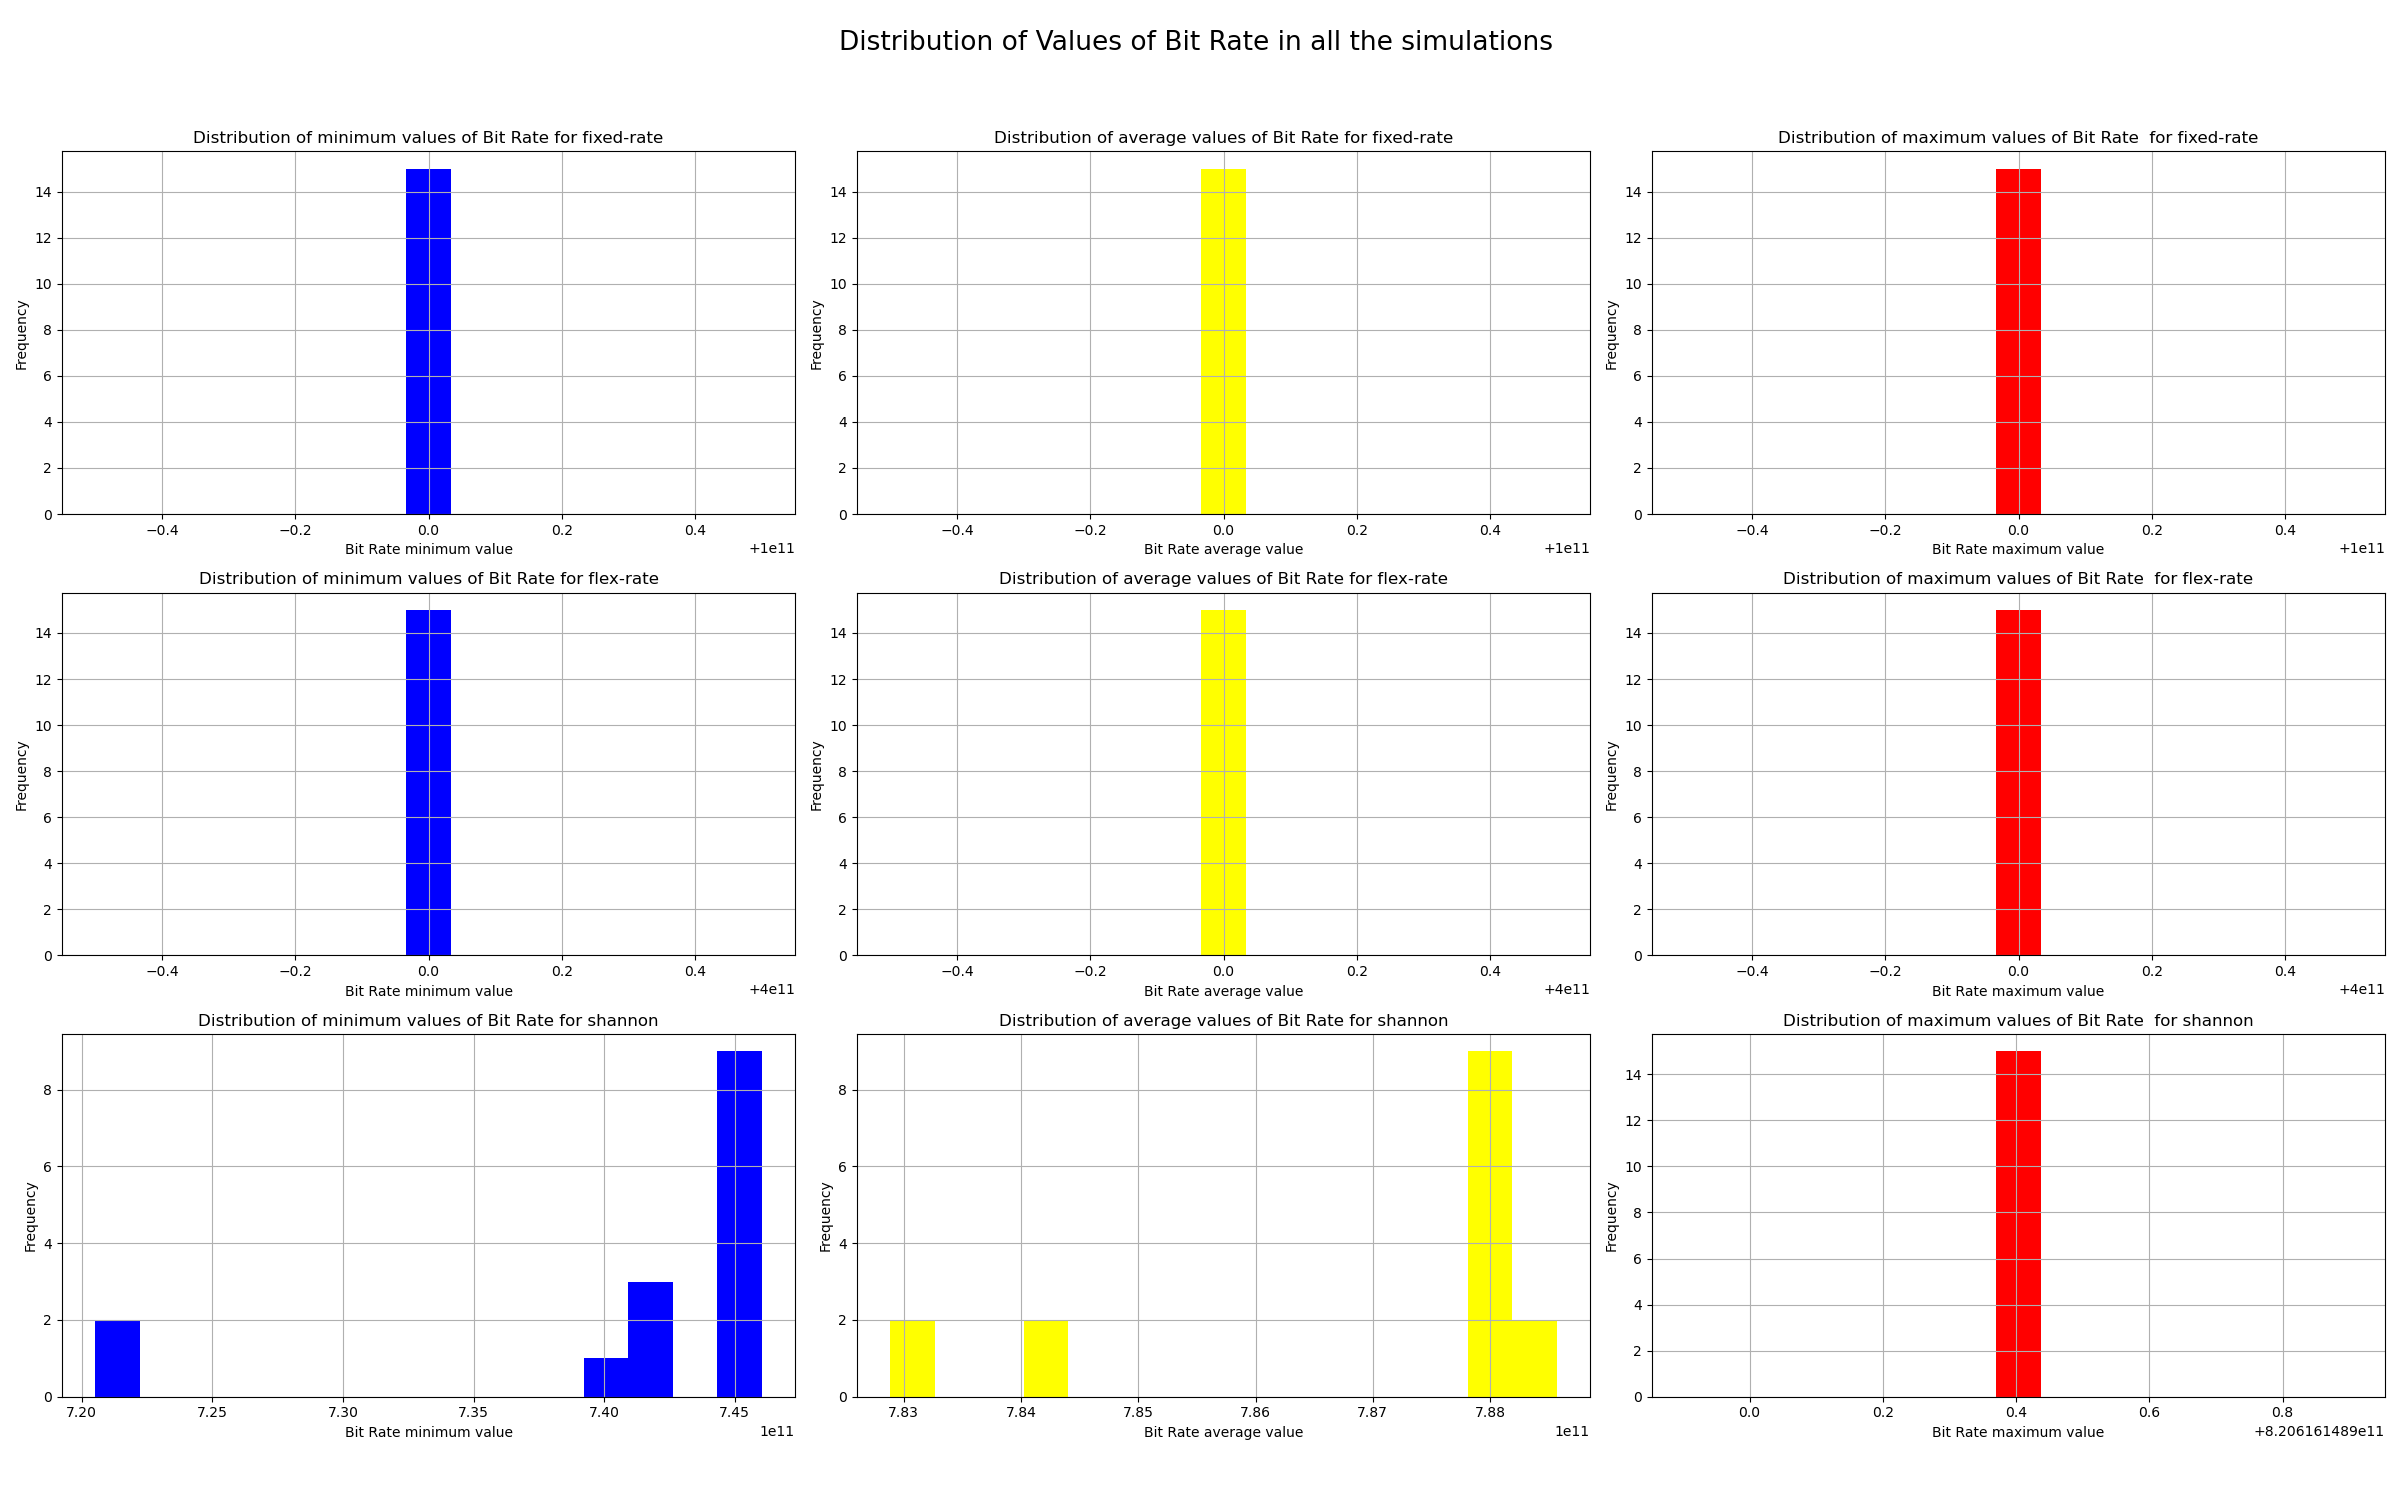 Distribution of Values of Bit Rate in all the simulations
Distribution of minimum values of Bit Rate for fixed-rate
Frequency
14
12
10
8
6
4
2
0
−0.4 −0.2 0.0 0.2 0.4
Bit Rate minimum value
+1e11
Distribution of average values of Bit Rate for fixed-rate
Frequency
14
12
10
8
6
4
2
0
−0.4 −0.2 0.0 0.2 0.4
Bit Rate average value
+1e11
Distribution of maximum values of Bit Rate  for fixed-rate
Frequency
14
12
10
8
6
4
2
0
−0.4 −0.2 0.0 0.2 0.4
Bit Rate maximum value
+1e11
Distribution of minimum values of Bit Rate for flex-rate
Frequency
14
12
10
8
6
4
2
0
−0.4 −0.2 0.0 0.2 0.4
Bit Rate minimum value
+4e11
Distribution of average values of Bit Rate for flex-rate
Frequency
14
12
10
8
6
4
2
0
−0.4 −0.2 0.0 0.2 0.4
Bit Rate average value
+4e11
Distribution of maximum values of Bit Rate  for flex-rate
Frequency
14
12
10
8
6
4
2
0
−0.4 −0.2 0.0 0.2 0.4
Bit Rate maximum value
+4e11
Distribution of minimum values of Bit Rate for shannon
Frequency
8
6
4
2
0
7.20 7.25 7.30 7.35 7.40 7.45
Bit Rate minimum value
1e11
Distribution of average values of Bit Rate for shannon
Frequency
8
6
4
2
0
7.83 7.84 7.85 7.86 7.87 7.88
Bit Rate average value
1e11
Distribution of maximum values of Bit Rate  for shannon
Frequency
14
12
10
8
6
4
2
0
0.0 0.2 0.4 0.6 0.8
Bit Rate maximum value
+8.206161489e11